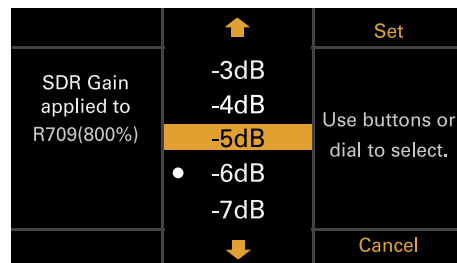 SDR Gain
applied to
R709(800%)
-3dB
-4dB
-5dB
-6dB
-7dB
Set
Use buttons or
dial to select.
Cancel